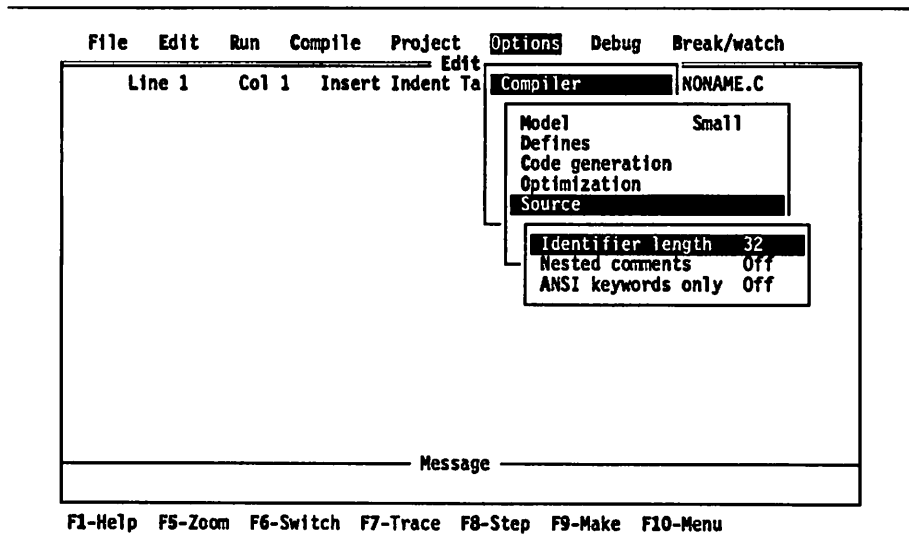 File Edit Run Compile Project Options Debug Break/watch
Edit
Line 1 Col 1 Insert Indent Ta Compiler NONAME.C
Model Small
Defines
Code generation
Optimization
Source
Identifier length 32
Nested comments Off
ANSI keywords only Off
Message
F1-Help F5-Zoom F6-Switch F7-Trace F8-Step F9-Make F10-Menu